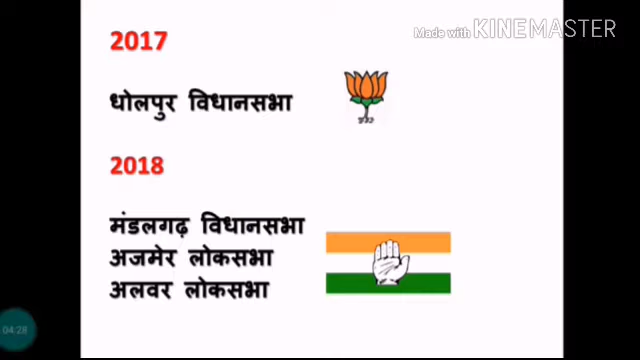 Made with KINEMASTER
2017
धोलपुर विधानसभा
2018
मंडलगढ़ विधानसभा
अजमेर लोकसभा
अलवर लोकसभा
04:28